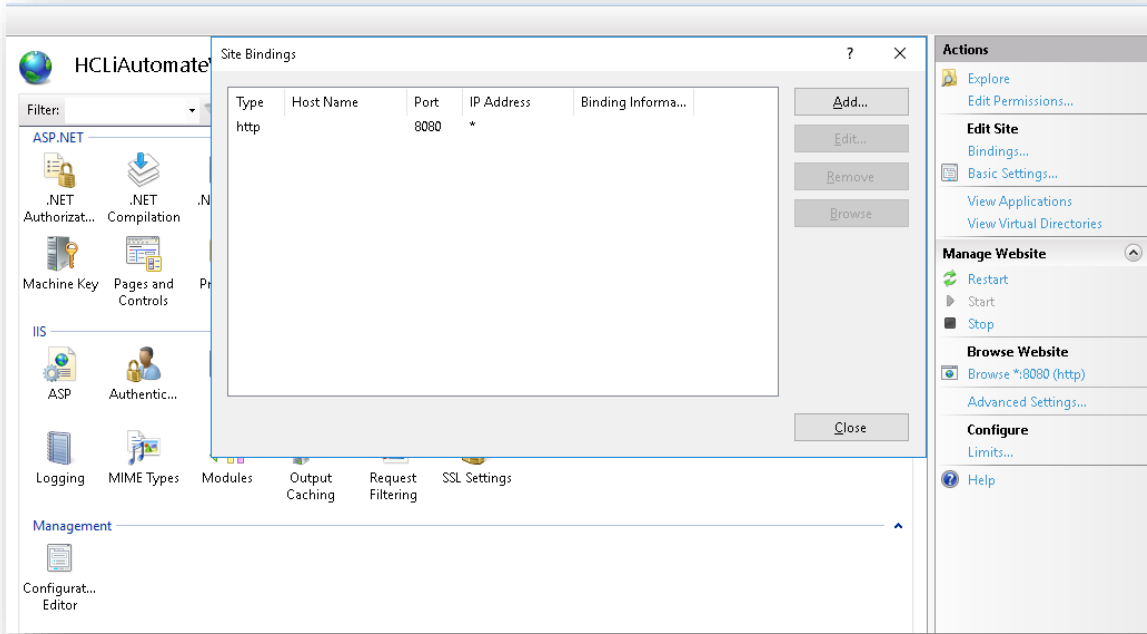 HCLiAutomate
Filter:
ASP.NET
.NET
Authorizat...
.NET
Compilation
.N
Machine Key
Pages and
Controls
Pr
IIS
ASP
Authentic...
Logging
MIME Types
Modules
Output
Caching
Request
Filtering
SSL Settings
Management
Configurat...
Editor
Site Bindings
?
Type Host Name Port IP Address Binding Informa...
http 8080 *
Add...
Edit...
Remove
Browse
Close
Actions
Explore
Edit Permissions...
Edit Site
Bindings...
Basic Settings...
View Applications
View Virtual Directories
Manage Website
Restart
Start
Stop
Browse Website
Browse *:8080 (http)
Advanced Settings...
Configure
Limits...
Help